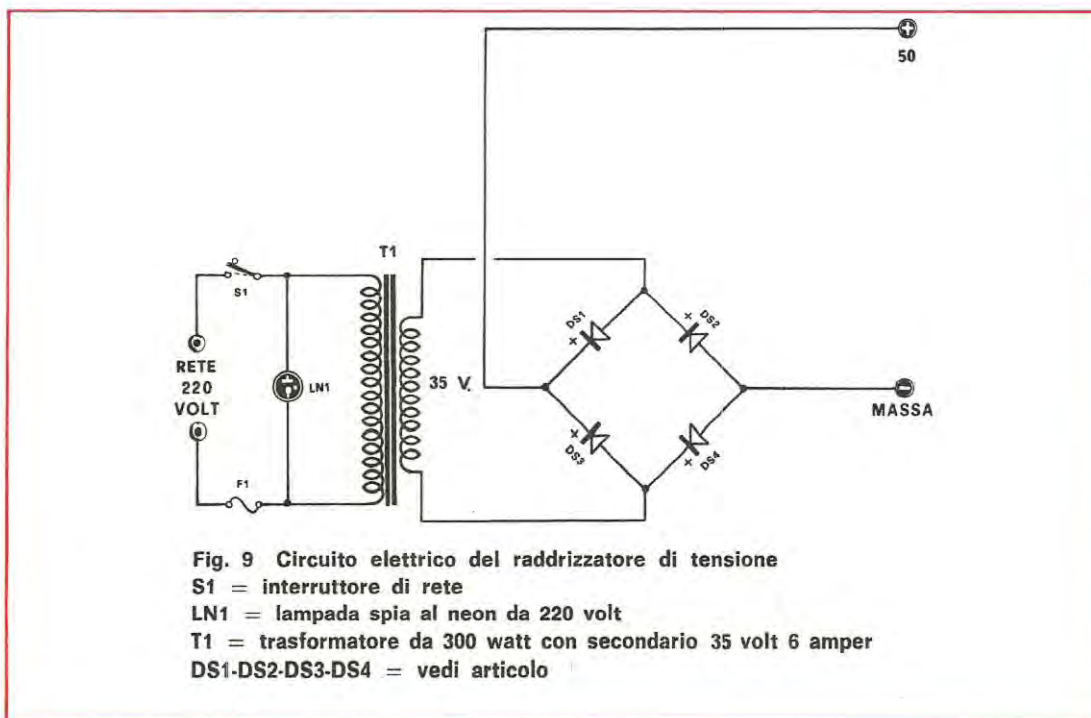 50
T1
S1
RETE
220
VOLT
LN1
35 V.
DS1
DS2
+
+
MASSA
+
DS3
+
DS4
F1
Fig. 9 Circuito elettrico del raddrizzatore di tensione
S1 = interruttore di rete
LN1 = lampada spia al neon da 220 volt
T1 = trasformatore da 300 watt con secondario 35 volt 6 amper
DS1-DS2-DS3-DS4 = vedi articolo